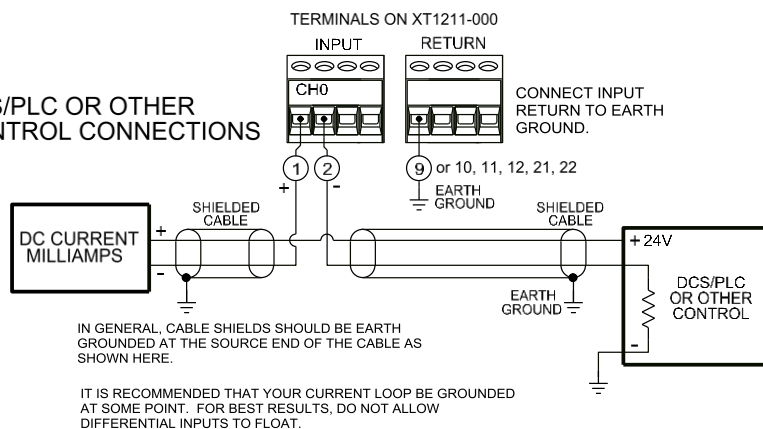 TERMINALS ON XT1211-000
INPUT
RETURN
CH0
S/PLC OR OTHER
NTROL CONNECTIONS
CONNECT INPUT
RETURN TO EARTH
GROUND.
1
2
9 or 10, 11, 12, 21, 22
+
-
EARTH
GROUND
SHIELDED
CABLE
SHIELDED
CABLE
DC CURRENT
MILLIAMPS
+
-
+ 24V
DCS/PLC
OR OTHER
CONTROL
-
EARTH
GROUND
IN GENERAL, CABLE SHIELDS SHOULD BE EARTH
GROUNDED AT THE SOURCE END OF THE CABLE AS
SHOWN HERE.
IT IS RECOMMENDED THAT YOUR CURRENT LOOP BE GROUNDED
AT SOME POINT.  FOR BEST RESULTS, DO NOT ALLOW
DIFFERENTIAL INPUTS TO FLOAT.